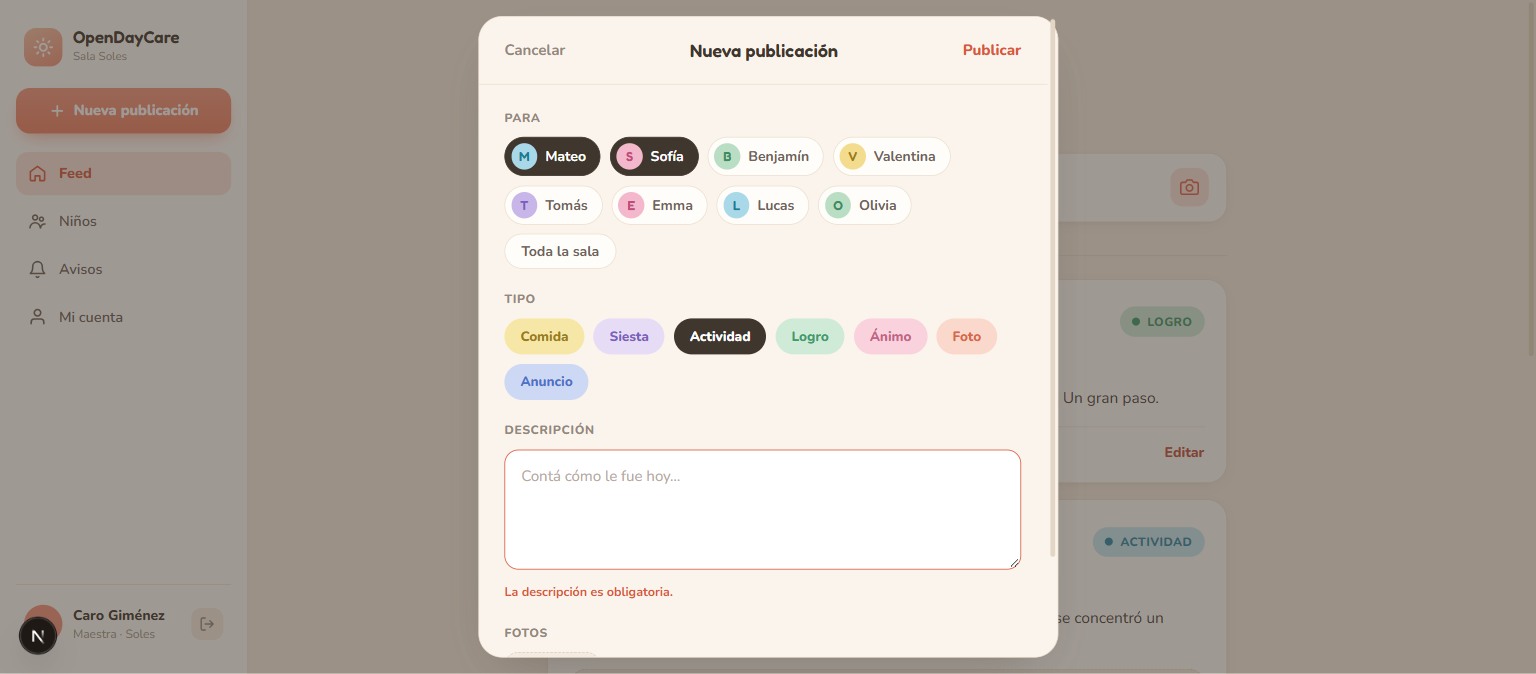 OpenDayCare
Sala Soles
+ Nueva publicación
Feed
Niños
Avisos
Mi cuenta
Caro Giménez
Maestra · Soles
N
Cancelar
Nueva publicación
Publicar
PARA
M Mateo
S Sofía
B Benjamín
V Valentina
T Tomás
E Emma
L Lucas
O Olivia
Toda la sala
TIPO
Comida
Siesta
Actividad
Logro
Ánimo
Foto
Anuncio
DESCRIPCIÓN
Contá cómo le fue hoy...
La descripción es obligatoria.
FOTOS
LOGRO
Un gran paso.
Editar
ACTIVIDAD
se concentró un